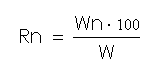 Rn = Wn · 100
W